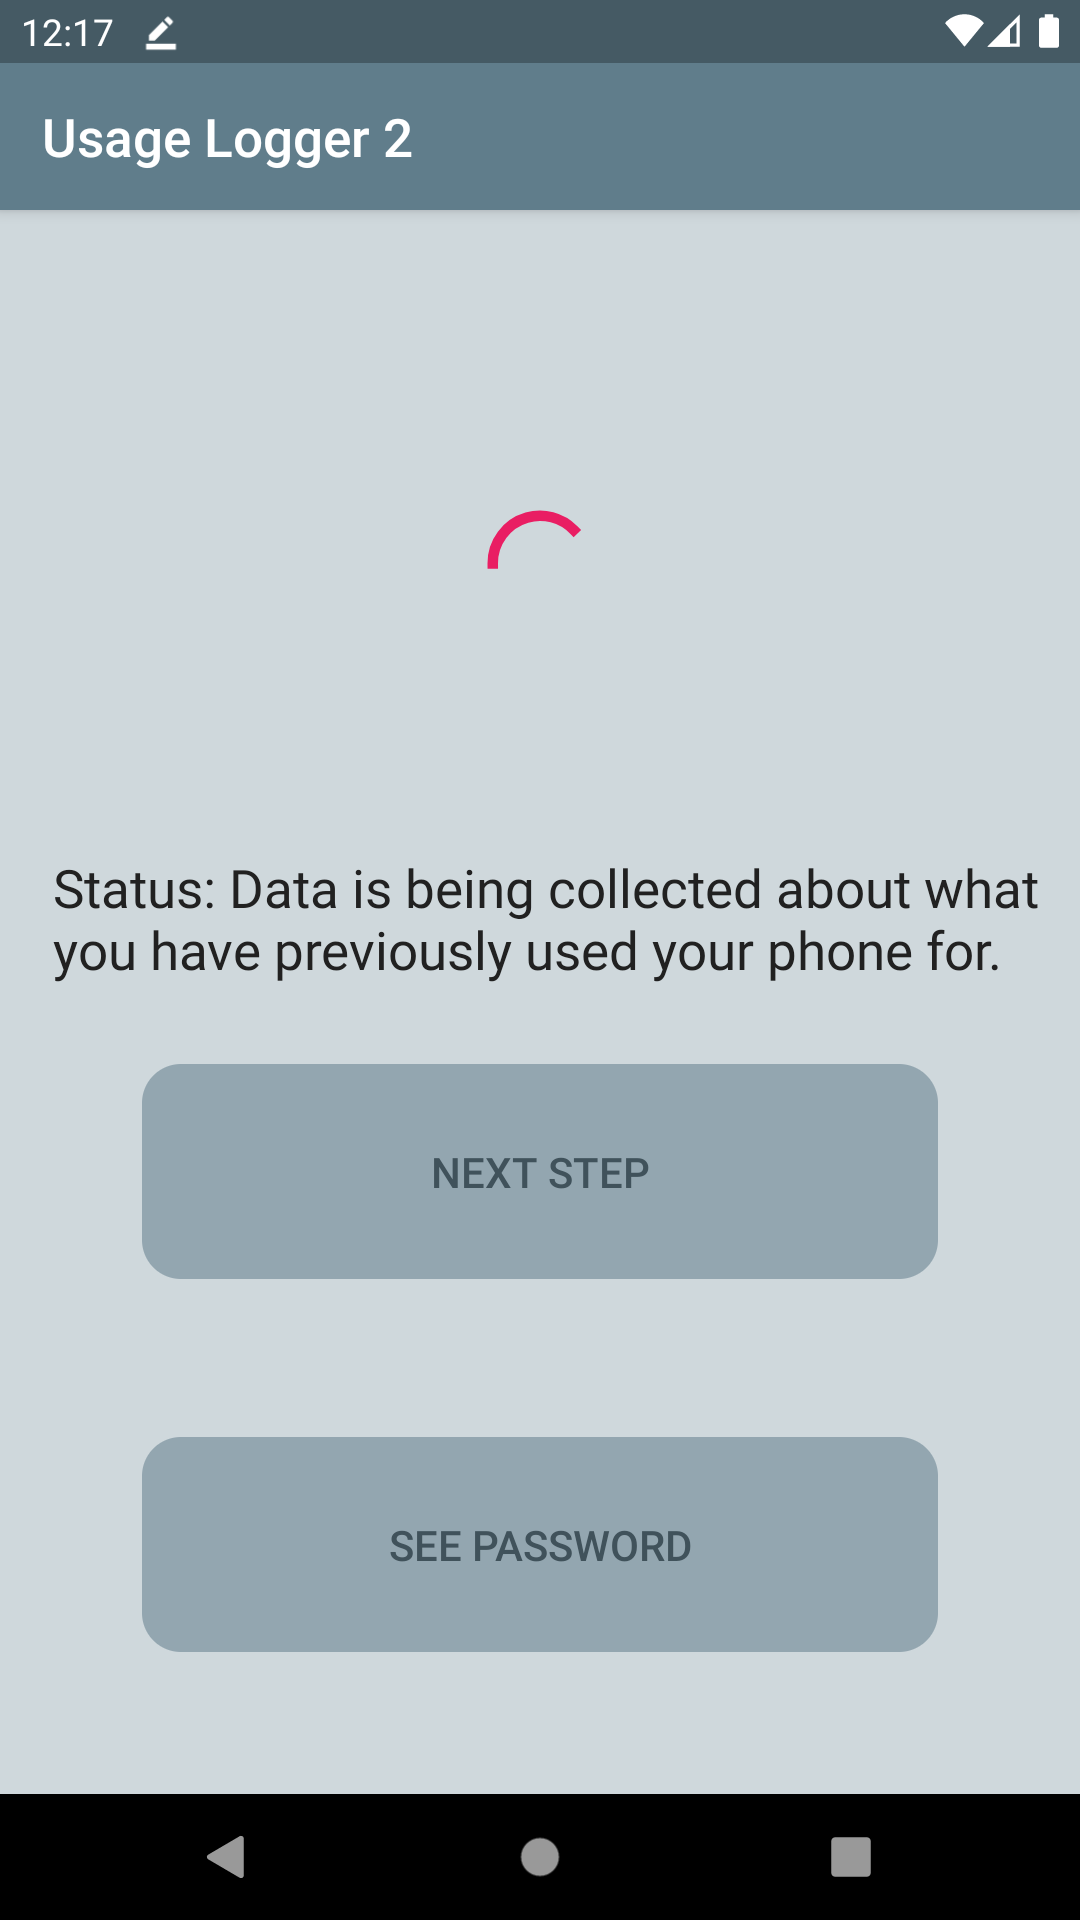 12:17
Usage Logger 2
Status: Data is being collected about what
you have previously used your phone for.
NEXT STEP
SEE PASSWORD